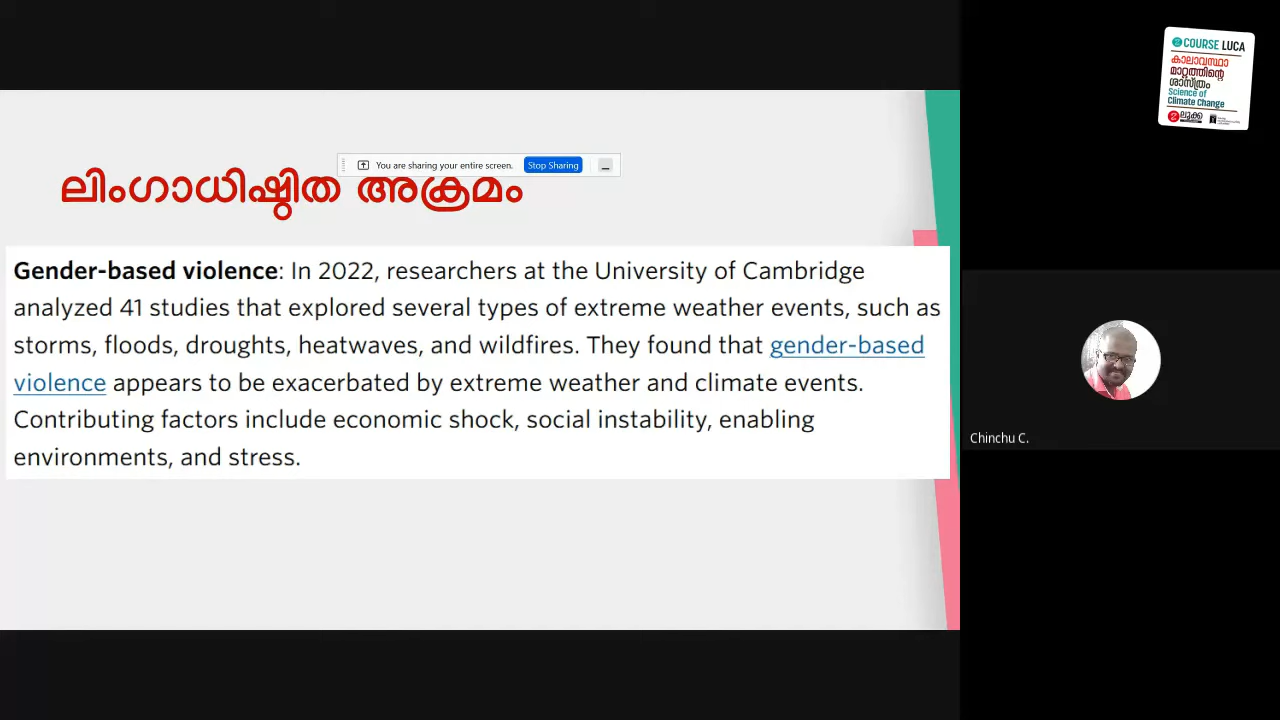 COURSE LUCA
കാലാവസ്ഥാ
മാറ്റത്തിന്റെ
ശാസ്ത്രം
Science of
Climate Change
ലൂക്ക
You are sharing your entire screen.
Stop Sharing
ലിംഗാധിഷ്ഠിത അക്രമം
Gender-based violence: In 2022, researchers at the University of Cambridge
analyzed 41 studies that explored several types of extreme weather events, such as
storms, floods, droughts, heatwaves, and wildfires. They found that gender-based
violence appears to be exacerbated by extreme weather and climate events.
Contributing factors include economic shock, social instability, enabling
environments, and stress.
Chinchu C.